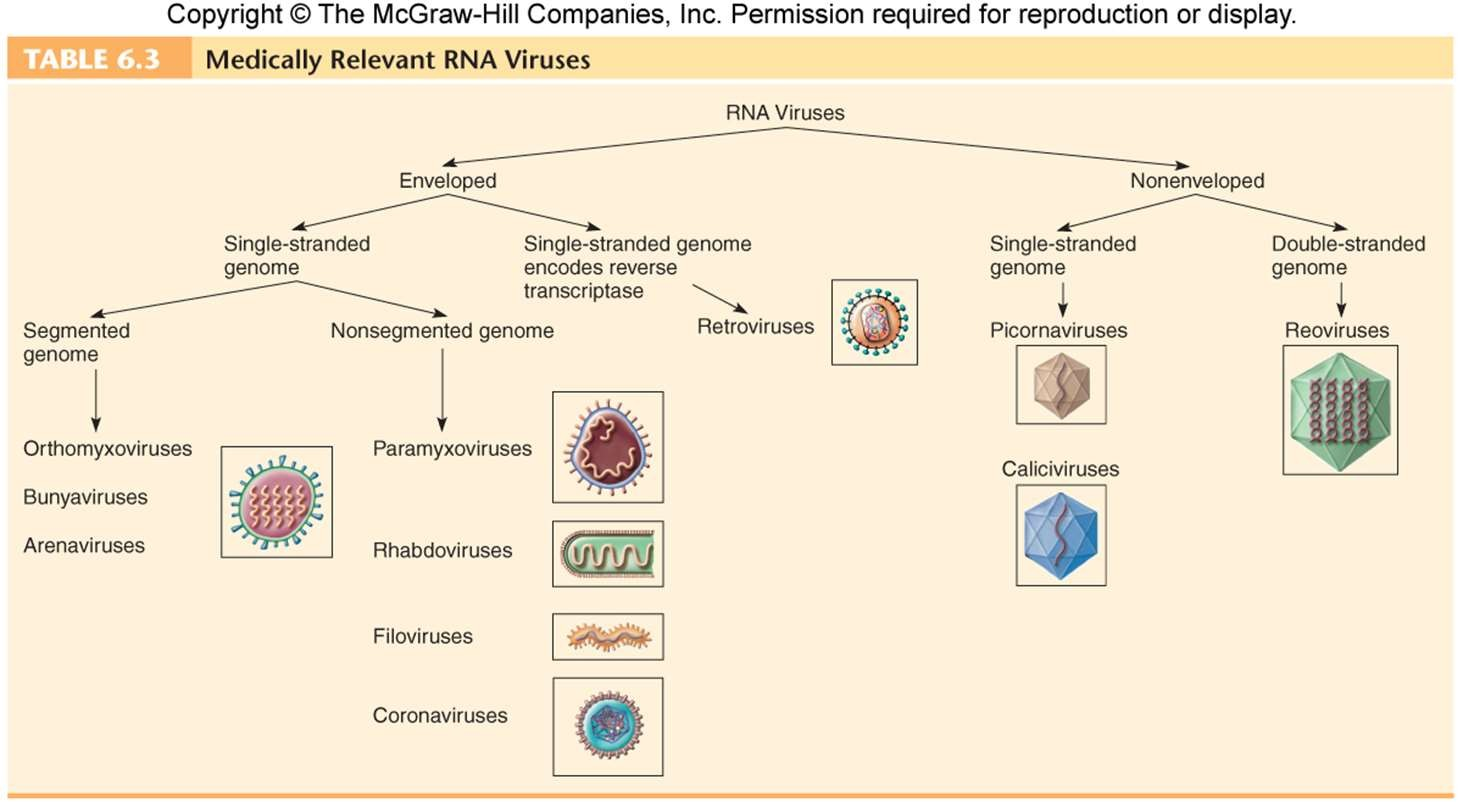 Copyright © The McGraw-Hill Companies, Inc. Permission required for reproduction or display.
TABLE 6.3 Medically Relevant RNA Viruses
RNA Viruses
Enveloped
Nonenveloped
Single-stranded
genome
Single-stranded genome
encodes reverse
transcriptase
Single-stranded
genome
Double-stranded
genome
Segmented
genome
Nonsegmented genome
Retroviruses
Picornaviruses
Reoviruses
Orthomyxoviruses
Bunyaviruses
Arenaviruses
Paramyxoviruses
Rhabdoviruses
Filoviruses
Coronaviruses
Caliciviruses